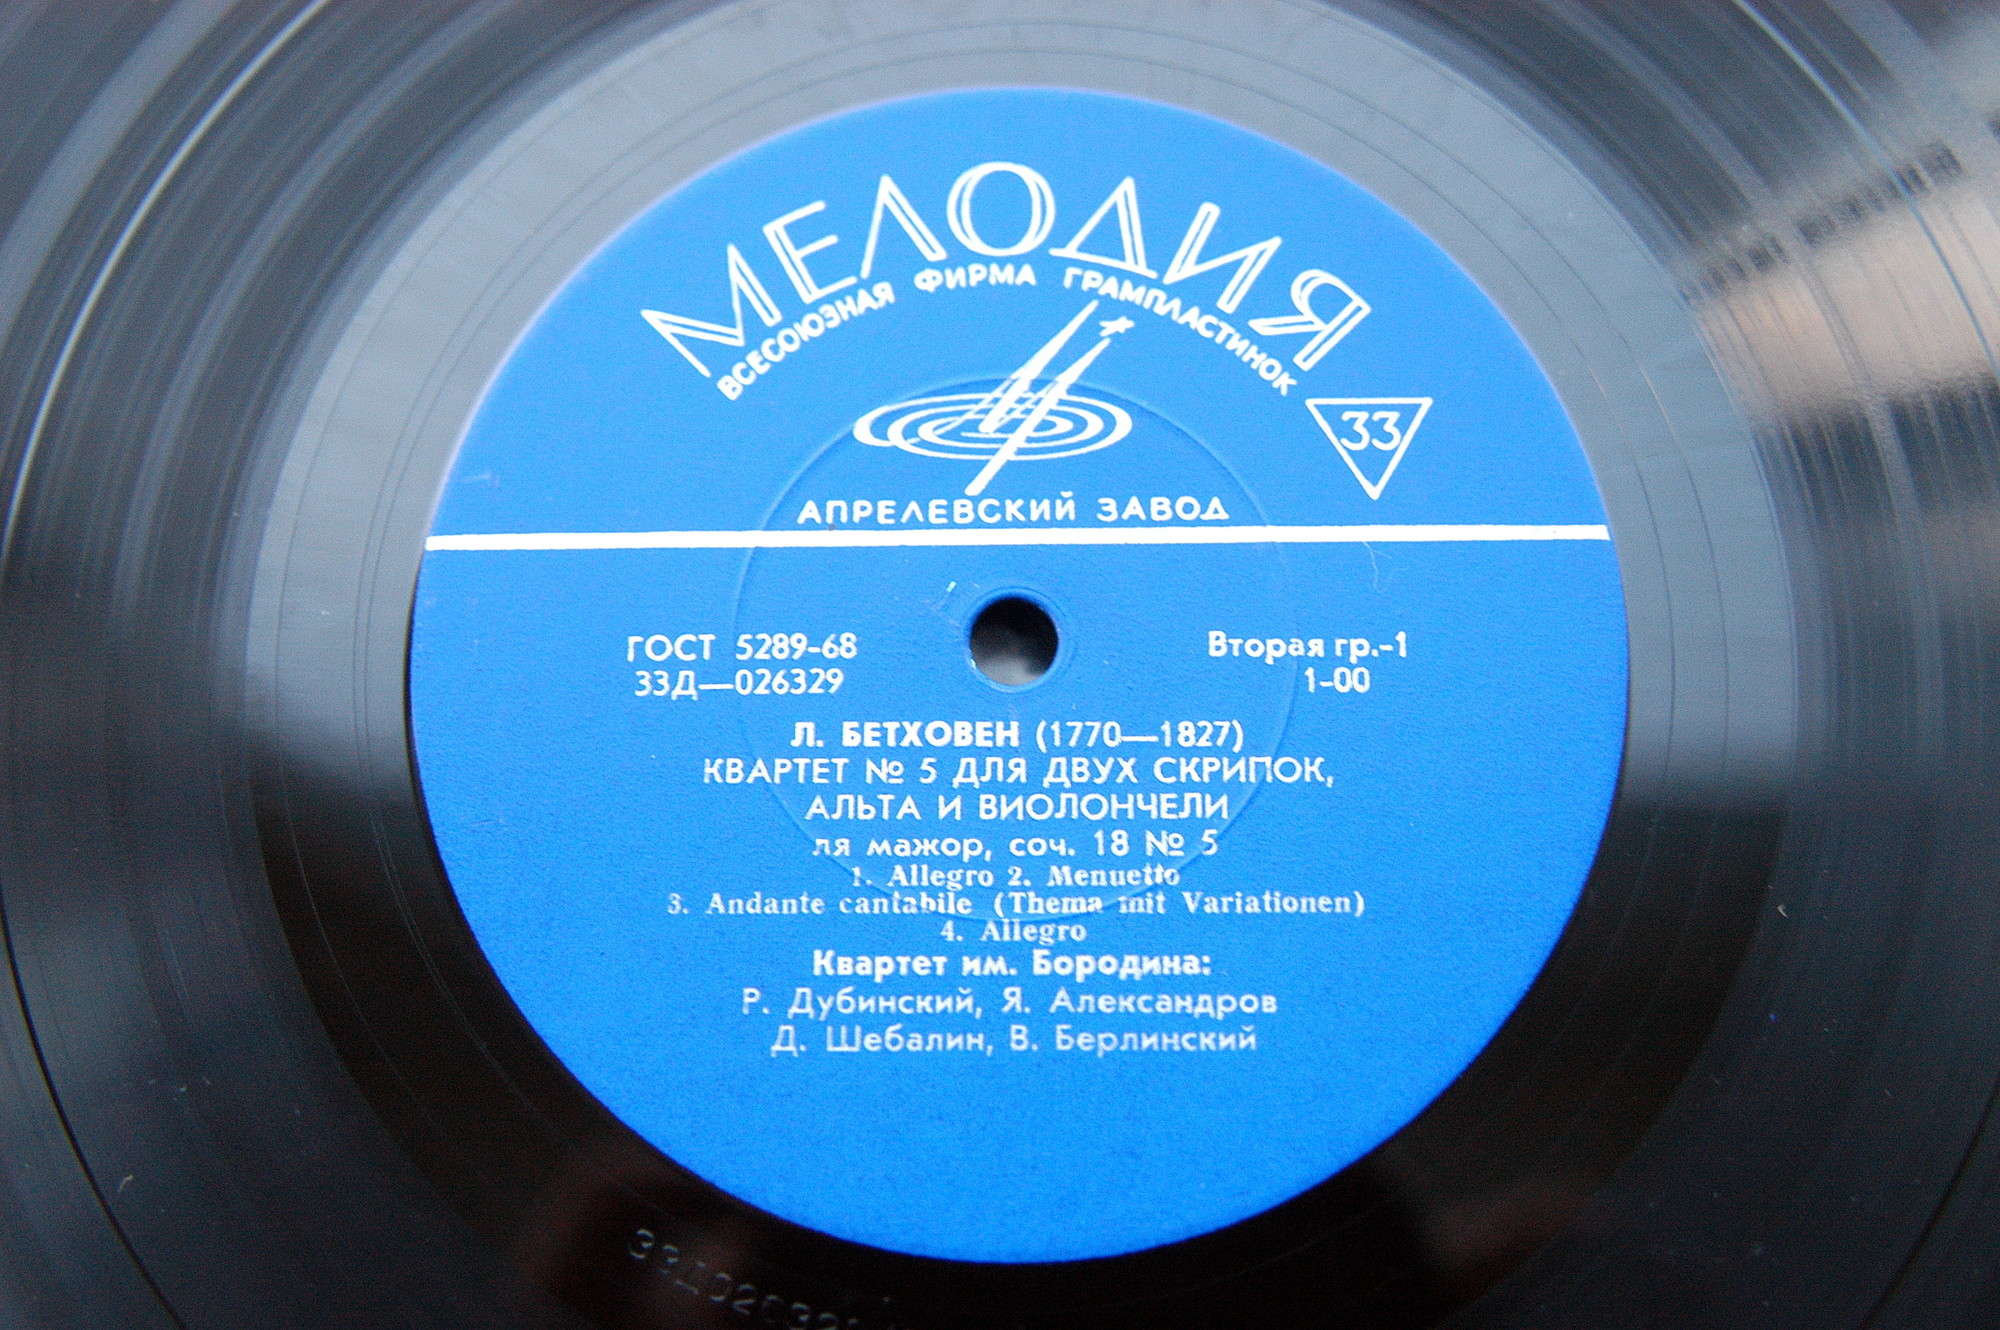 МЕЛОДИЯ
ВСЕСОЮЗНАЯ ФИРМА ГРАМПЛАСТИНОК
33
АПРЕЛЕВСКИЙ ЗАВОД
ГОСТ 5289-68
33Д—026329
Вторая гр.-1
1-00
Л. БЕТХОВЕН (1770—1827)
КВАРТЕТ № 5 ДЛЯ ДВУХ СКРИПОК,
АЛЬТА И ВИОЛОНЧЕЛИ
ля мажор, соч. 18 № 5
1. Allegro 2. Menuetto
3. Andante cantabile (Thema mit Variationen)
4. Allegro
Квартет им. Бородина:
Р. Дубинский, Я. Александров
Д. Шебалин, В. Берлинский